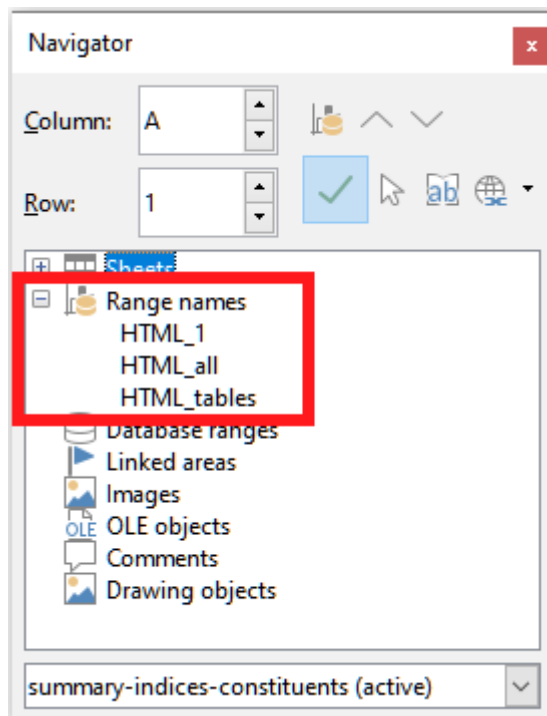 Navigator
x
Column: A
Row: 1
ab
Sheets
Range names
HTML_1
HTML_all
HTML_tables
Database ranges
Linked areas
Images
OLE OLE objects
Comments
Drawing objects
summary-indices-constituents (active)